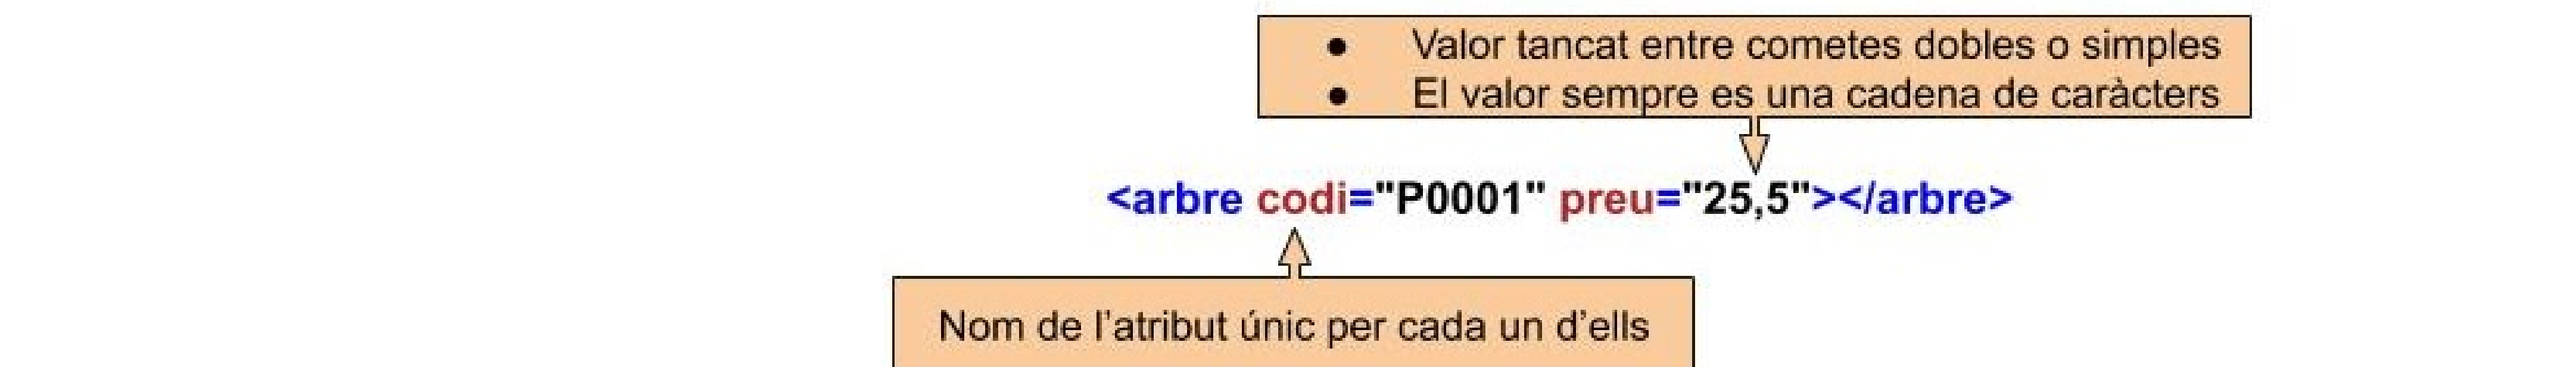 ● Valor tancat entre cometes dobles o simples
● El valor sempre es una cadena de caràcters
<arbre codi="P0001" preu="25,5"></arbre>
Nom de l’atribut únic per cada un d’ells